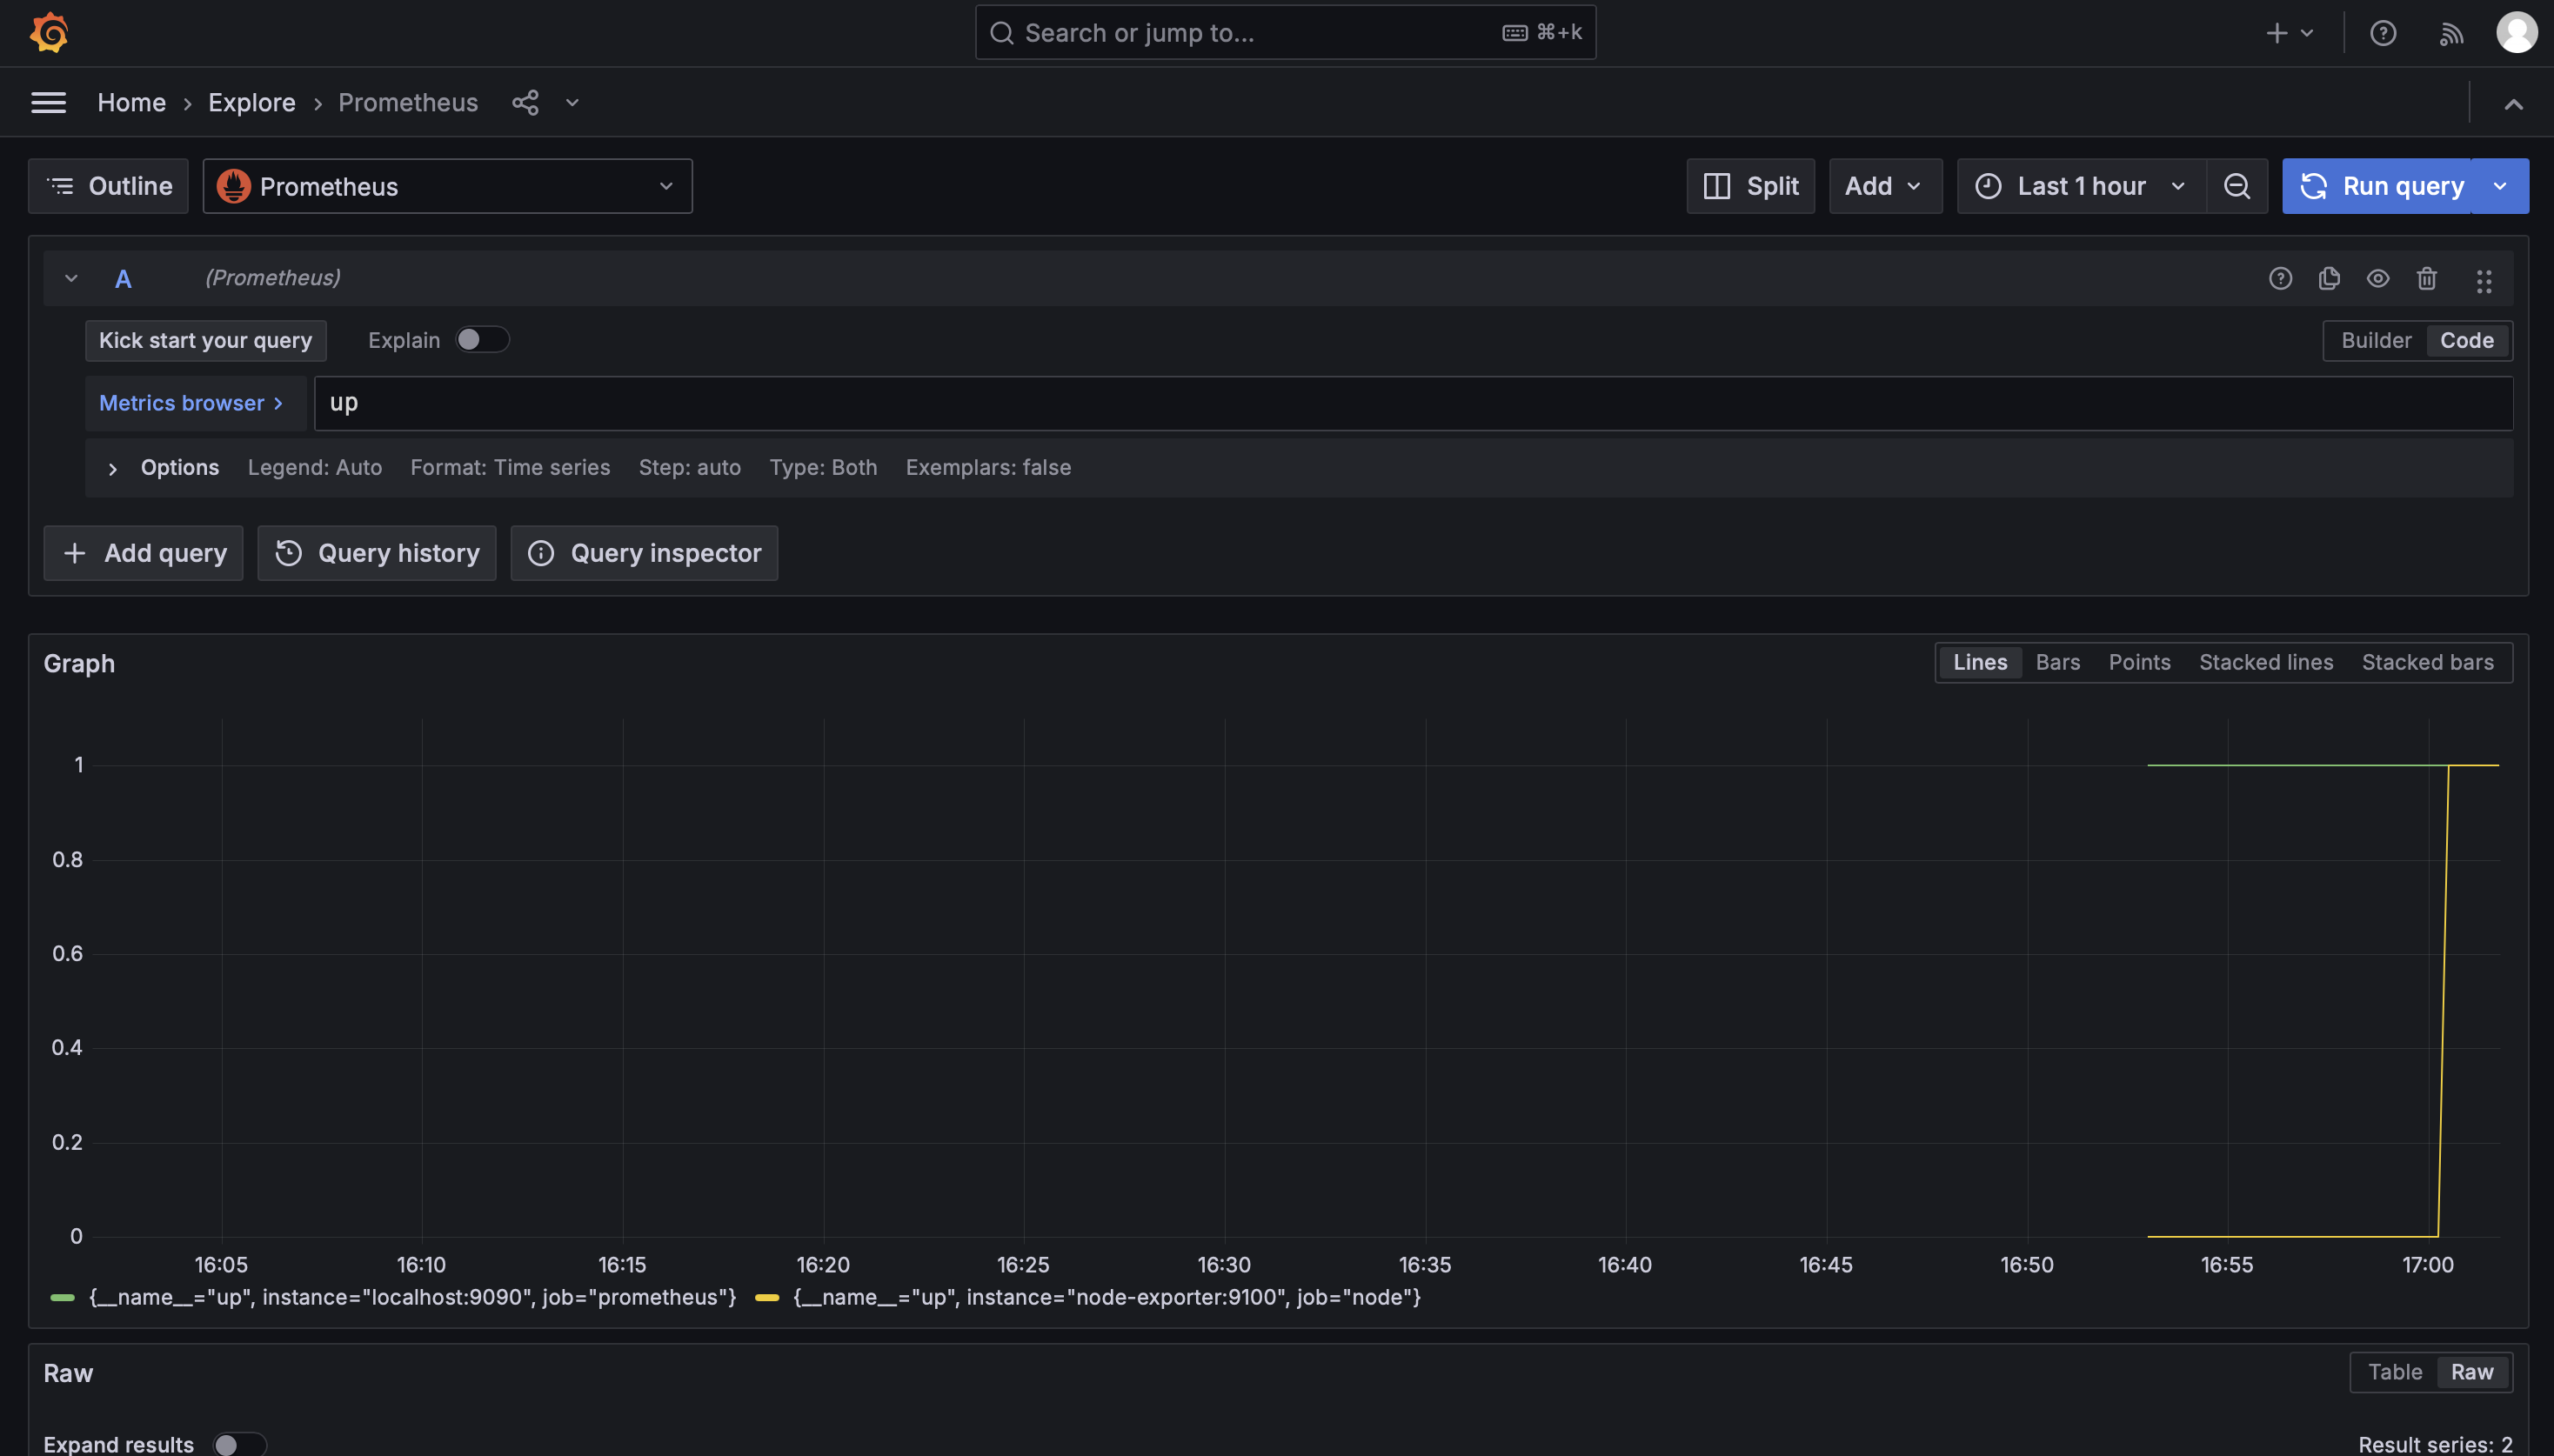 Search or jump to... ⌘+k
Home › Explore › Prometheus
Outline Prometheus Split Add Last 1 hour Run query
A (Prometheus)
Kick start your query Explain Builder Code
Metrics browser > up
Options Legend: Auto Format: Time series Step: auto Type: Both Exemplars: false
+ Add query Query history Query inspector
Graph Lines Bars Points Stacked lines Stacked bars
1
0.8
0.6
0.4
0.2
0
16:05 16:10 16:15 16:20 16:25 16:30 16:35 16:40 16:45 16:50 16:55 17:00
{__name__="up", instance="localhost:9090", job="prometheus"} {__name__="up", instance="node-exporter:9100", job="node"}
Raw Table Raw
Expand results Result series: 2